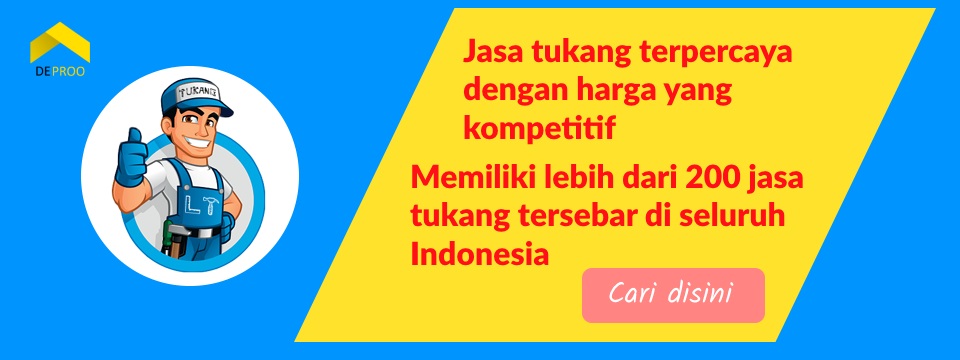 DEPROO
TUKANG
LT
Jasa tukang terpercaya
dengan harga yang
kompetitif
Memiliki lebih dari 200 jasa
tukang tersebar di seluruh
Indonesia
Cari disini